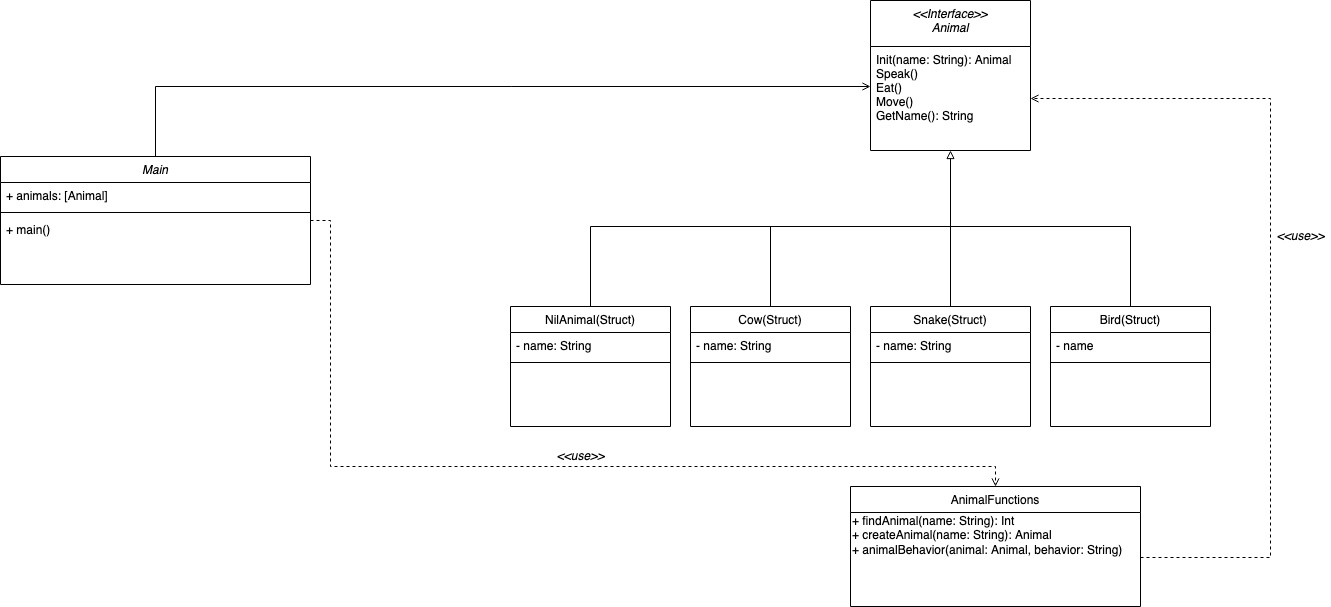 <<Interface>>
Animal
Init(name: String): Animal
Speak()
Eat()
Move()
GetName(): String
Main
+ animals: [Animal]
+ main()
<<use>>
NilAnimal(Struct)
- name: String
Cow(Struct)
- name: String
Snake(Struct)
- name: String
Bird(Struct)
- name
<<use>>
AnimalFunctions
+ findAnimal(name: String): Int
+ createAnimal(name: String): Animal
+ animalBehavior(animal: Animal, behavior: String)